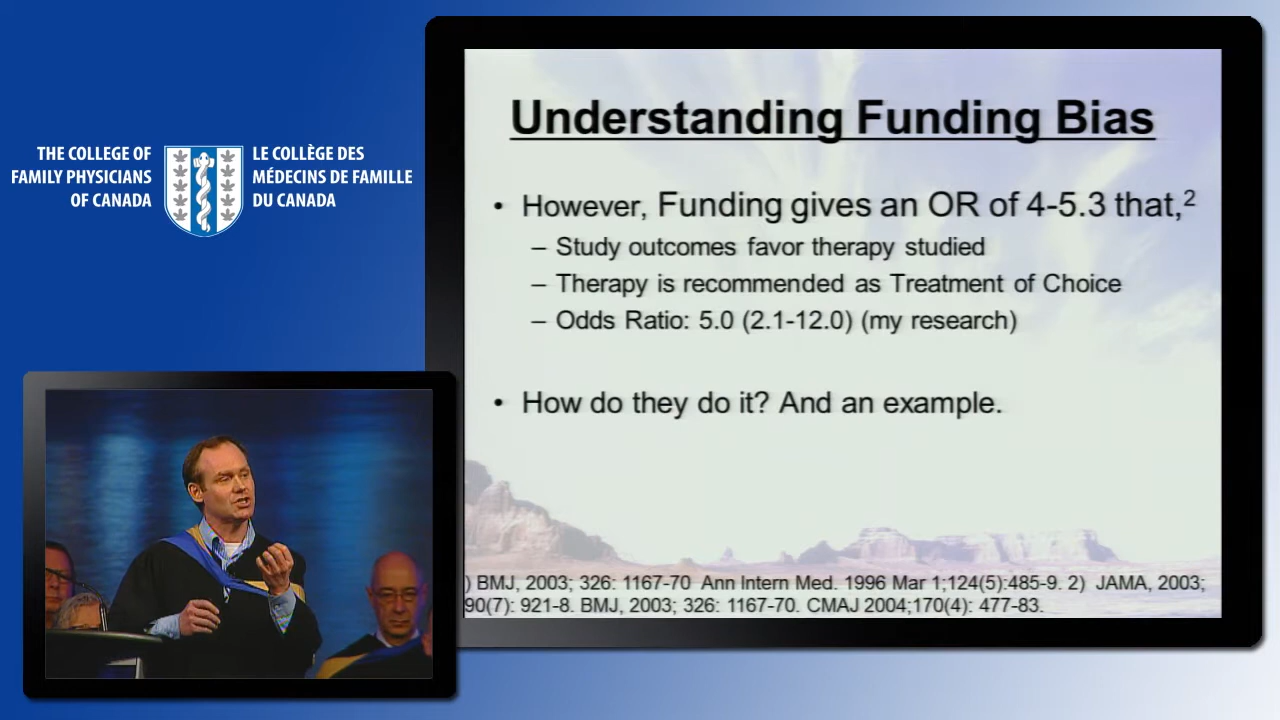 THE COLLEGE OF
FAMILY PHYSICIANS
OF CANADA
LE COLLÈGE DES
MÉDECINS DE FAMILLE
DU CANADA
Understanding Funding Bias
• However, Funding gives an OR of 4-5.3 that,2
– Study outcomes favor therapy studied
– Therapy is recommended as Treatment of Choice
– Odds Ratio: 5.0 (2.1-12.0) (my research)
• How do they do it? And an example.
) BMJ, 2003; 326: 1167-70 Ann Intern Med. 1996 Mar 1;124(5):485-9. 2) JAMA, 2003;
90(7): 921-8. BMJ, 2003; 326: 1167-70. CMAJ 2004;170(4): 477-83.